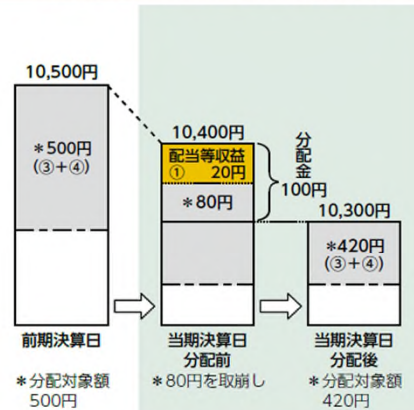 10,500円
*500円
(③+④)
前期決算日
*分配対象額
500円
10,400円
配当等収益
① 20円
*80円
分配金
100円
当期決算日
分配前
*80円を取崩し
10,300円
*420円
(③+④)
当期決算日
分配後
*分配対象額
420円